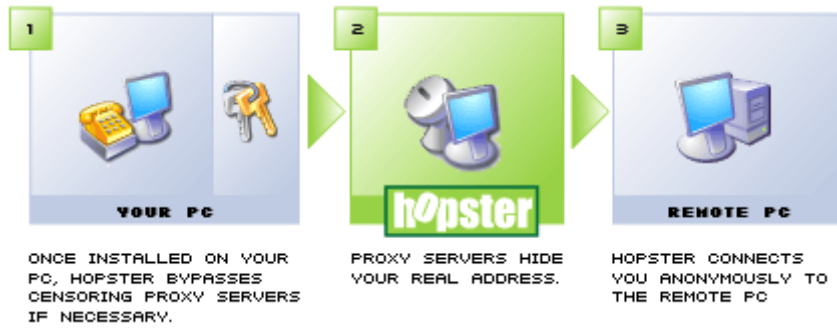 1
YOUR PC
ONCE INSTALLED ON YOUR
PC, HOPSTER BYPASSES
CENSORING PROXY SERVERS
IF NECESSARY.
2
hopster
PROXY SERVERS HIDE
YOUR REAL ADDRESS.
3
REMOTE PC
HOPSTER CONNECTS
YOU ANONYMOUSLY TO
THE REMOTE PC